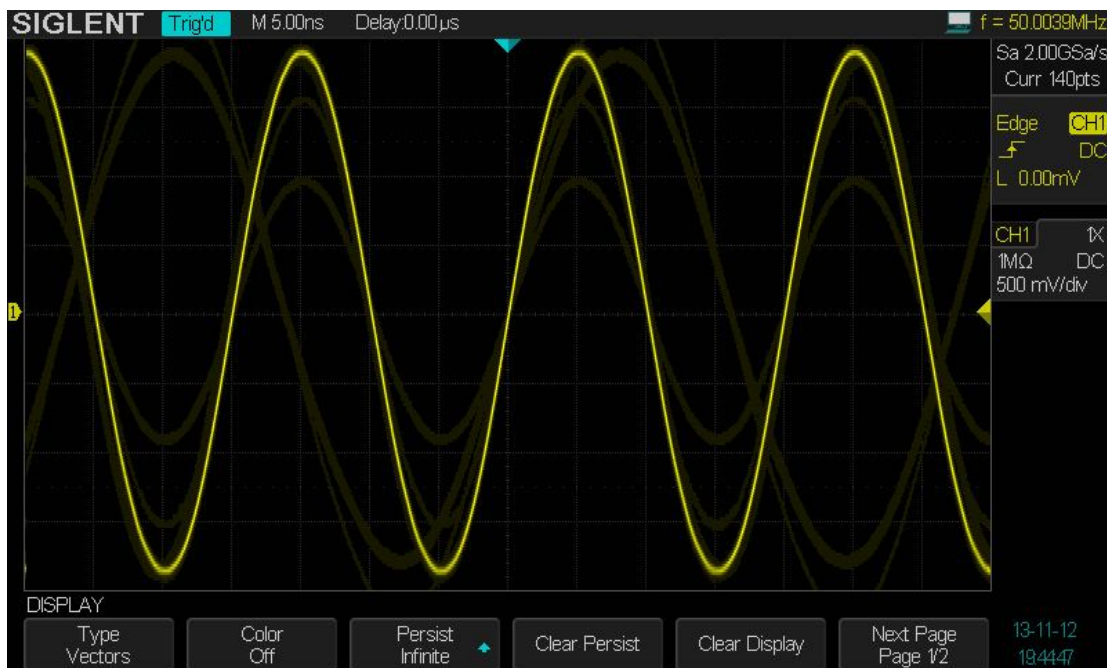 SIGLENT Trig'd M 5.00ns Delay:0.00µs f = 50.0039MHz
Sa 2.00GSa/s
Curr 140pts
Edge CH1
DC
L 0.00mV
CH1 1X
1MΩ DC
500 mV/div
1
DISPLAY
Type Color Persist Clear Persist Clear Display Next Page
Vectors Off Infinite Page 1/2
13-11-12
19:44:47